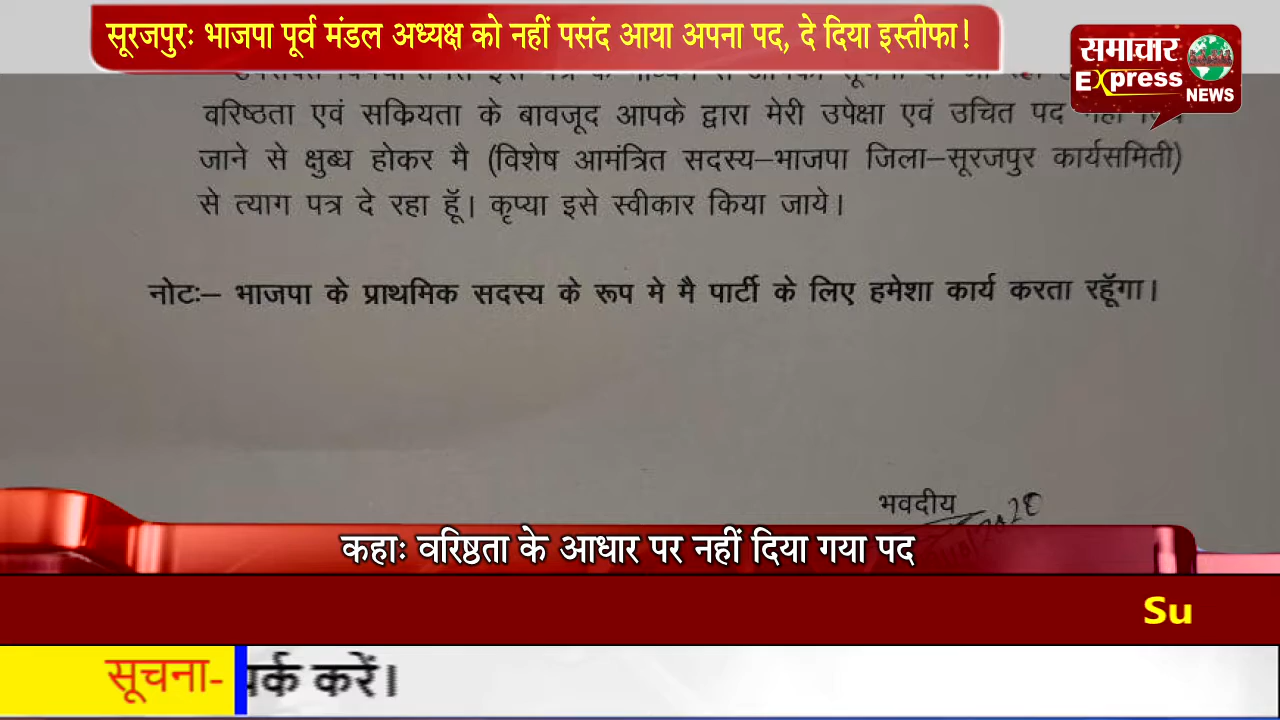 सूरजपुरः भाजपा पूर्व मंडल अध्यक्ष को नहीं पसंद आया अपना पद, दे दिया इस्तीफा!
समाचार
Express
NEWS
वरिष्ठता एवं सकियता के बावजूद आपके द्वारा मेरी उपेक्षा एवं उचित पद
जाने से क्षुब्ध होकर मै (विशेष आमंत्रित सदस्य–भाजपा जिला–सूरजपुर कार्यसमिती)
से त्याग पत्र दे रहा हूॅ। कृप्या इसे स्वीकार किया जाये।
नोटः– भाजपा के प्राथमिक सदस्य के रूप मे मै पार्टी के लिए हमेशा कार्य करता रहूॅगा।
भवदीय
कहाः वरिष्ठता के आधार पर नहीं दिया गया पद
Su
सूचना- र्क करें।